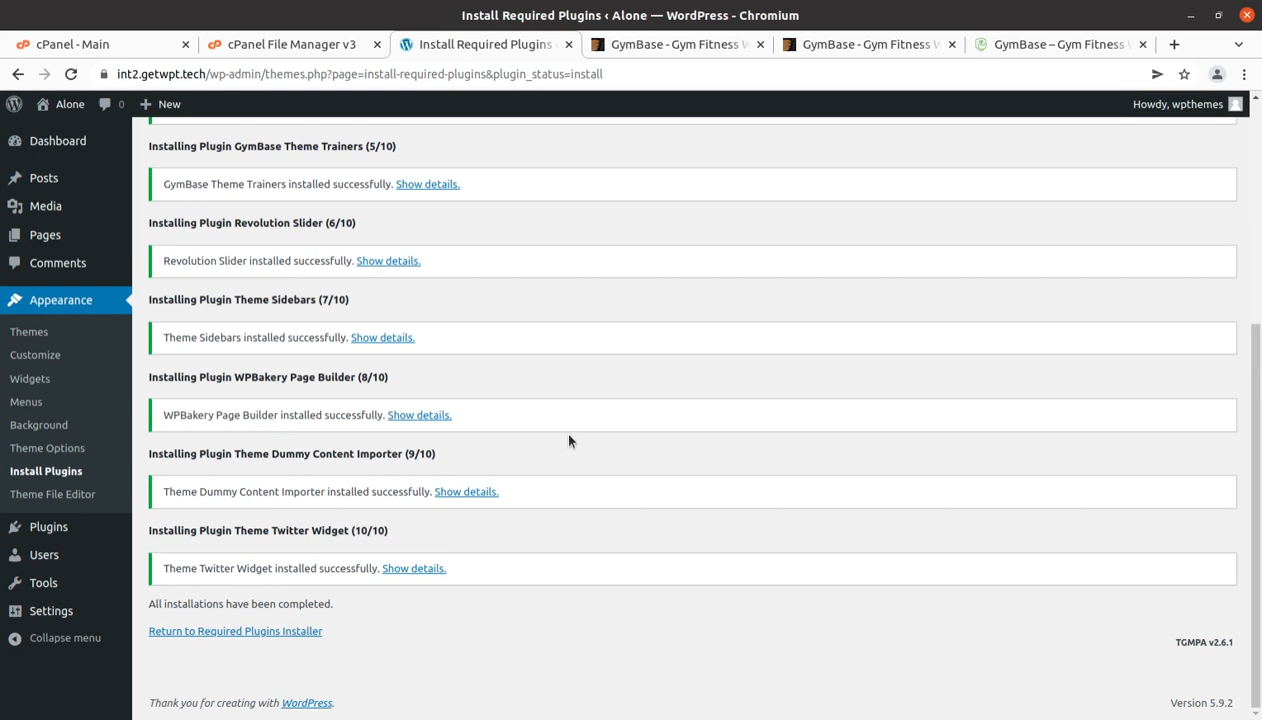 Install Required Plugins ‹ Alone — WordPress - Chromium
cPanel - Main
cPanel File Manager v3
Install Required Plugins
GymBase - Gym Fitness W
GymBase - Gym Fitness W
GymBase – Gym Fitness
int2.getwpt.tech/wp-admin/themes.php?page=install-required-plugins&plugin_status=install
Alone
0
New
Howdy, wpthemes
Dashboard
Posts
Media
Pages
Comments
Appearance
Themes
Customize
Widgets
Menus
Background
Theme Options
Install Plugins
Theme File Editor
Plugins
Users
Tools
Settings
Collapse menu
Installing Plugin GymBase Theme Trainers (5/10)
GymBase Theme Trainers installed successfully. Show details.
Installing Plugin Revolution Slider (6/10)
Revolution Slider installed successfully. Show details.
Installing Plugin Theme Sidebars (7/10)
Theme Sidebars installed successfully. Show details.
Installing Plugin WPBakery Page Builder (8/10)
WPBakery Page Builder installed successfully. Show details.
Installing Plugin Theme Dummy Content Importer (9/10)
Theme Dummy Content Importer installed successfully. Show details.
Installing Plugin Theme Twitter Widget (10/10)
Theme Twitter Widget installed successfully. Show details.
All installations have been completed.
Return to Required Plugins Installer
TGMPA v2.6.1
Thank you for creating with WordPress.
Version 5.9.2